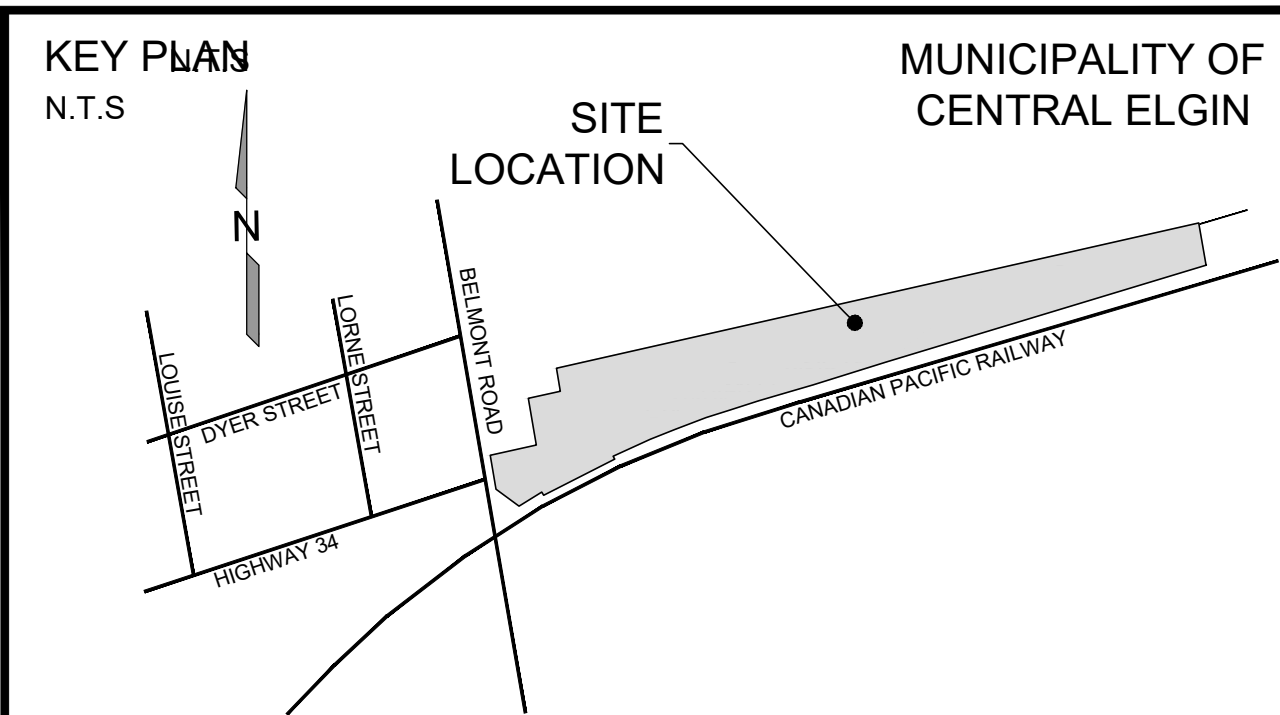 KEY PLAN
N.T.S
N.T.S
MUNICIPALITY OF
CENTRAL ELGIN
SITE
LOCATION
N
BELMONT ROAD
LORNE STREET
LOUISE STREET
DYER STREET
CANADIAN PACIFIC RAILWAY
HIGHWAY 34